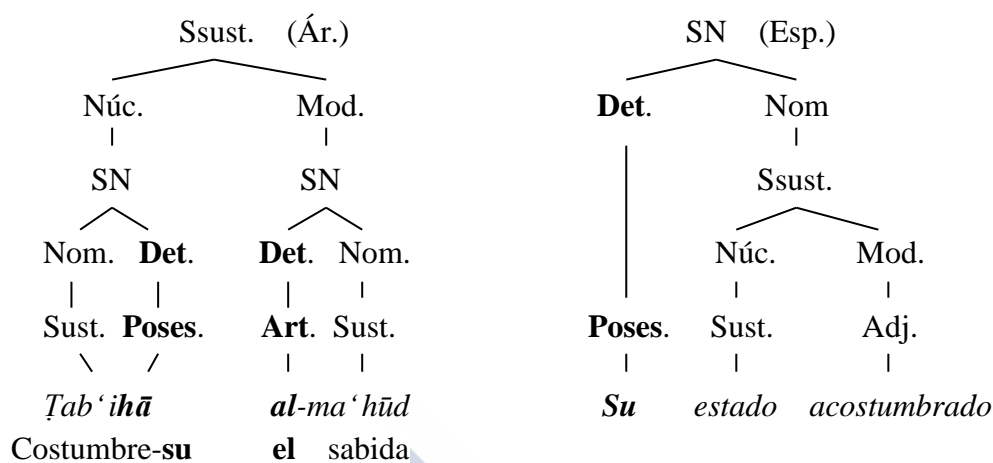 Ssust. (Ár.) SN (Esp.)
Núc. Mod. Det. Nom
SN SN Ssust.
Nom. Det. Det. Nom. Núc. Mod.
Sust. Poses. Art. Sust. Poses. Sust. Adj.
Ṭab‘ihā al-ma‘hūd Su estado acostumbrado
Costumbre-su el sabida